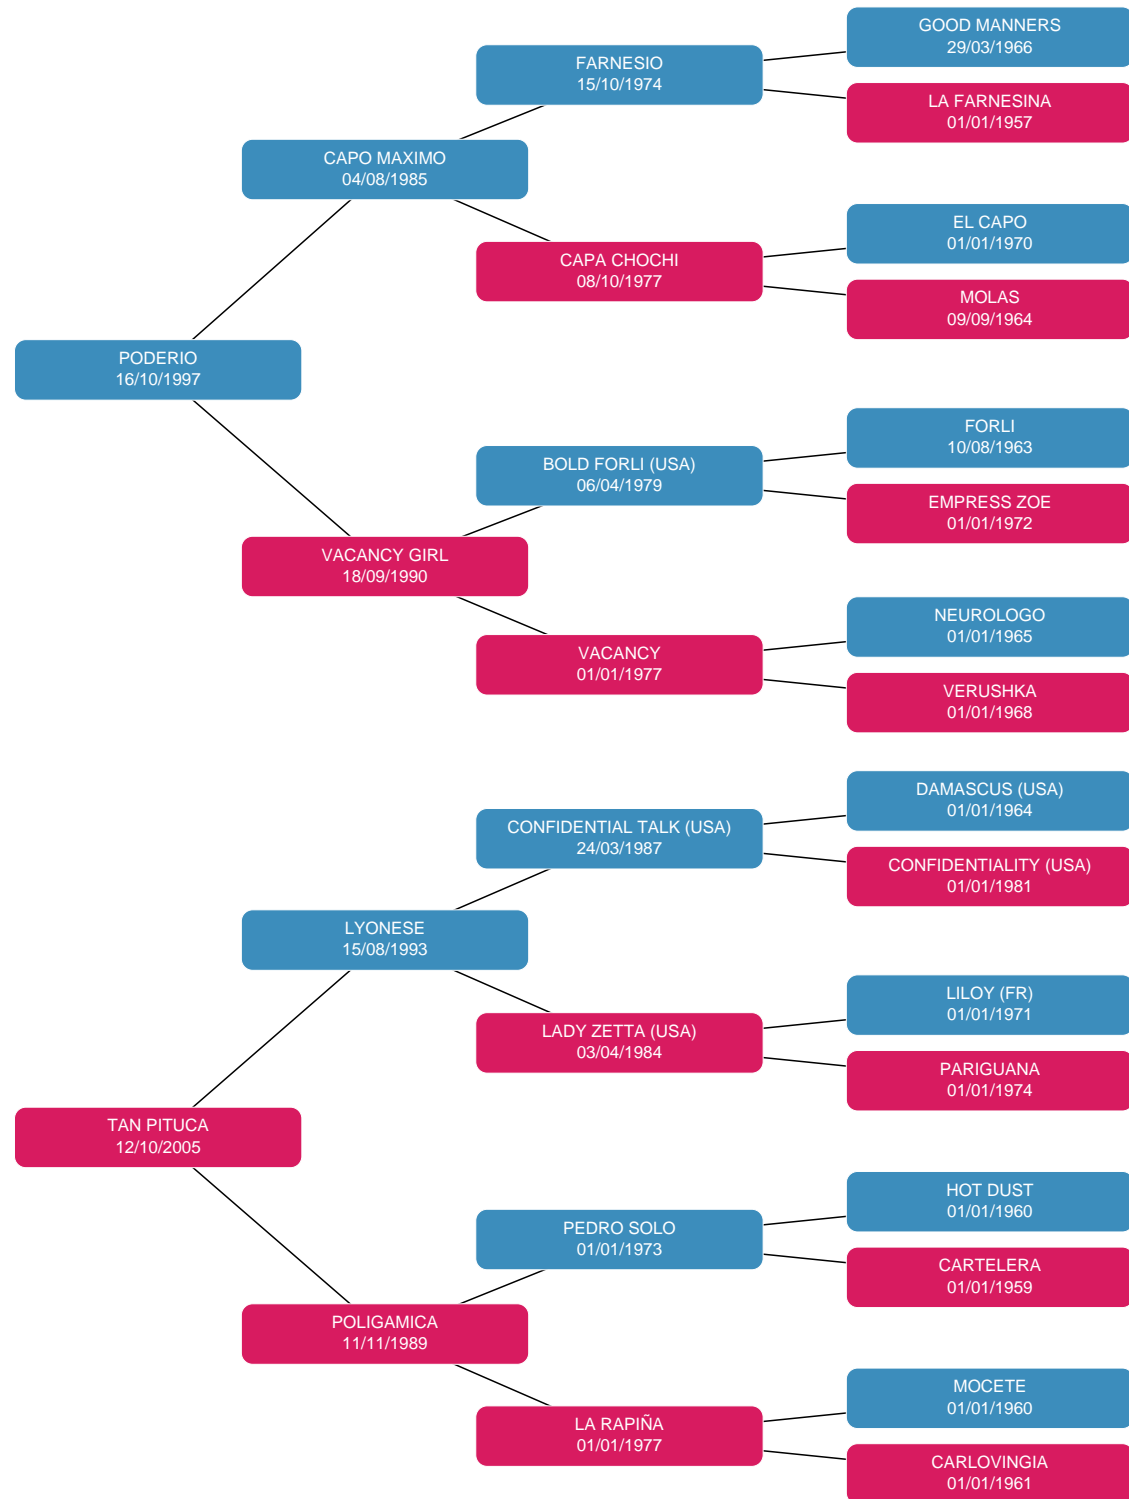 GOOD MANNERS
29/03/1966
FARNESIO
15/10/1974
LA FARNESINA
01/01/1957
CAPO MAXIMO
04/08/1985
EL CAPO
01/01/1970
CAPA CHOCHI
08/10/1977
MOLAS
09/09/1964
PODERIO
16/10/1997
FORLI
10/08/1963
BOLD FORLI (USA)
06/04/1979
EMPRESS ZOE
01/01/1972
VACANCY GIRL
18/09/1990
NEUROLOGO
01/01/1965
VACANCY
01/01/1977
VERUSHKA
01/01/1968
DAMASCUS (USA)
01/01/1964
CONFIDENTIAL TALK (USA)
24/03/1987
CONFIDENTIALITY (USA)
01/01/1981
LYONESE
15/08/1993
LILOY (FR)
01/01/1971
LADY ZETTA (USA)
03/04/1984
PARIGUANA
01/01/1974
TAN PITUCA
12/10/2005
HOT DUST
01/01/1960
PEDRO SOLO
01/01/1973
CARTELERA
01/01/1959
POLIGAMICA
11/11/1989
MOCETE
01/01/1960
LA RAPIÑA
01/01/1977
CARLOVINGIA
01/01/1961